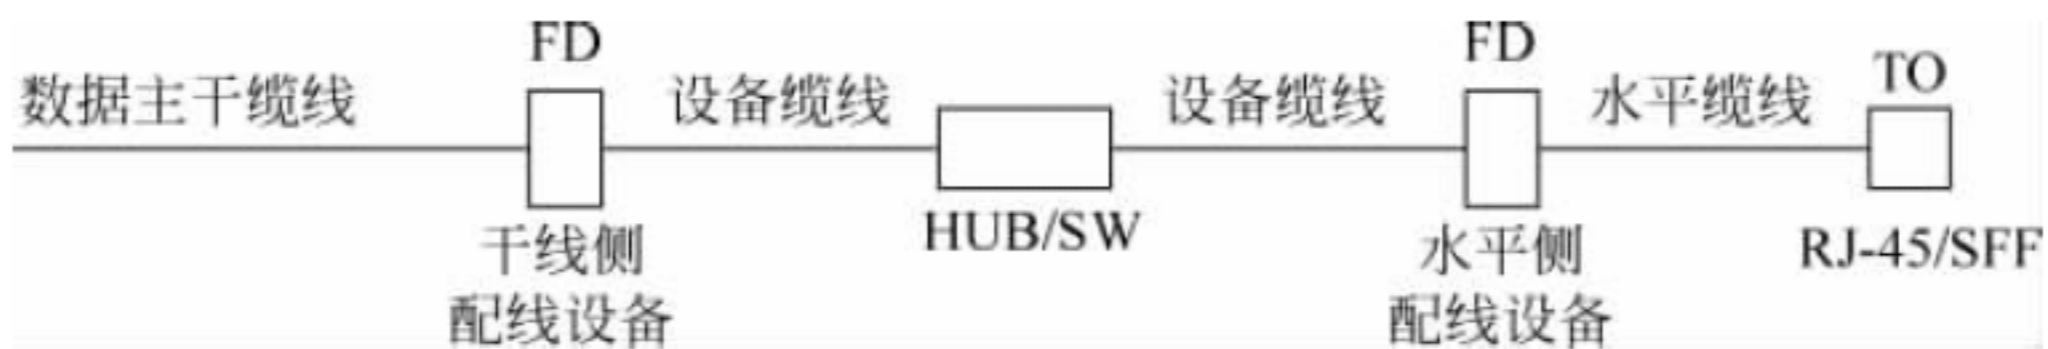 FD
FD
数据主干缆线
设备缆线
设备缆线
水平缆线
TO
干线侧
配线设备
HUB/SW
水平侧
配线设备
RJ-45/SFF